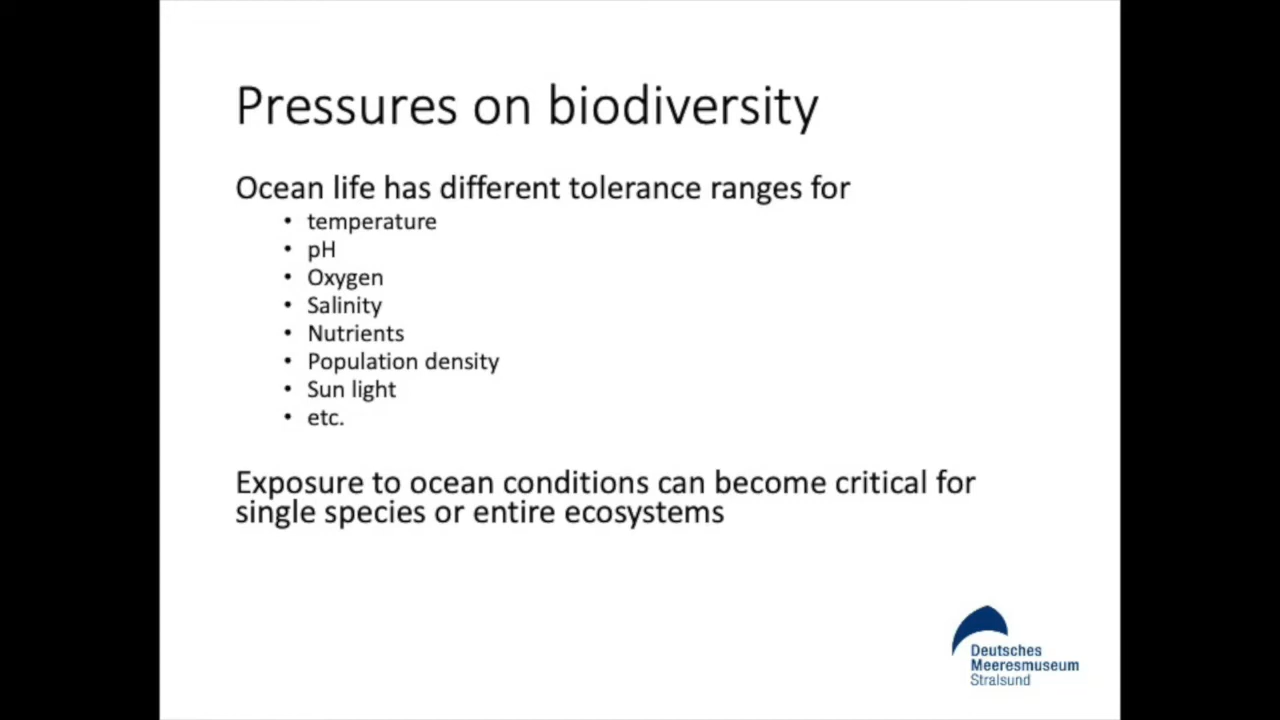 Pressures on biodiversity
Ocean life has different tolerance ranges for
• temperature
• pH
• Oxygen
• Salinity
• Nutrients
• Population density
• Sun light
• etc.
Exposure to ocean conditions can become critical for
single species or entire ecosystems
Deutsches
Meeresmuseum
Stralsund